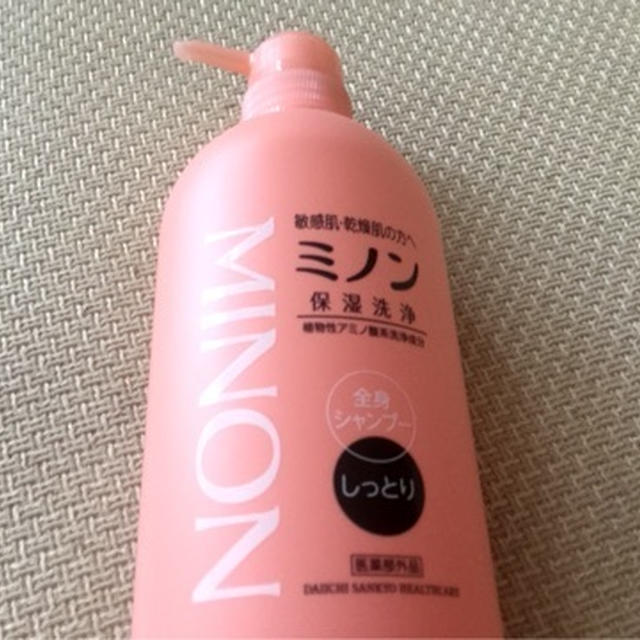 敏感肌・乾燥肌の方へ
ミノン
保湿洗浄
植物性アミノ酸系洗浄成分
MINON
全身
シャンプー
しっとり
医薬部外品
DAIICHI SANKYO HEALTHCARE